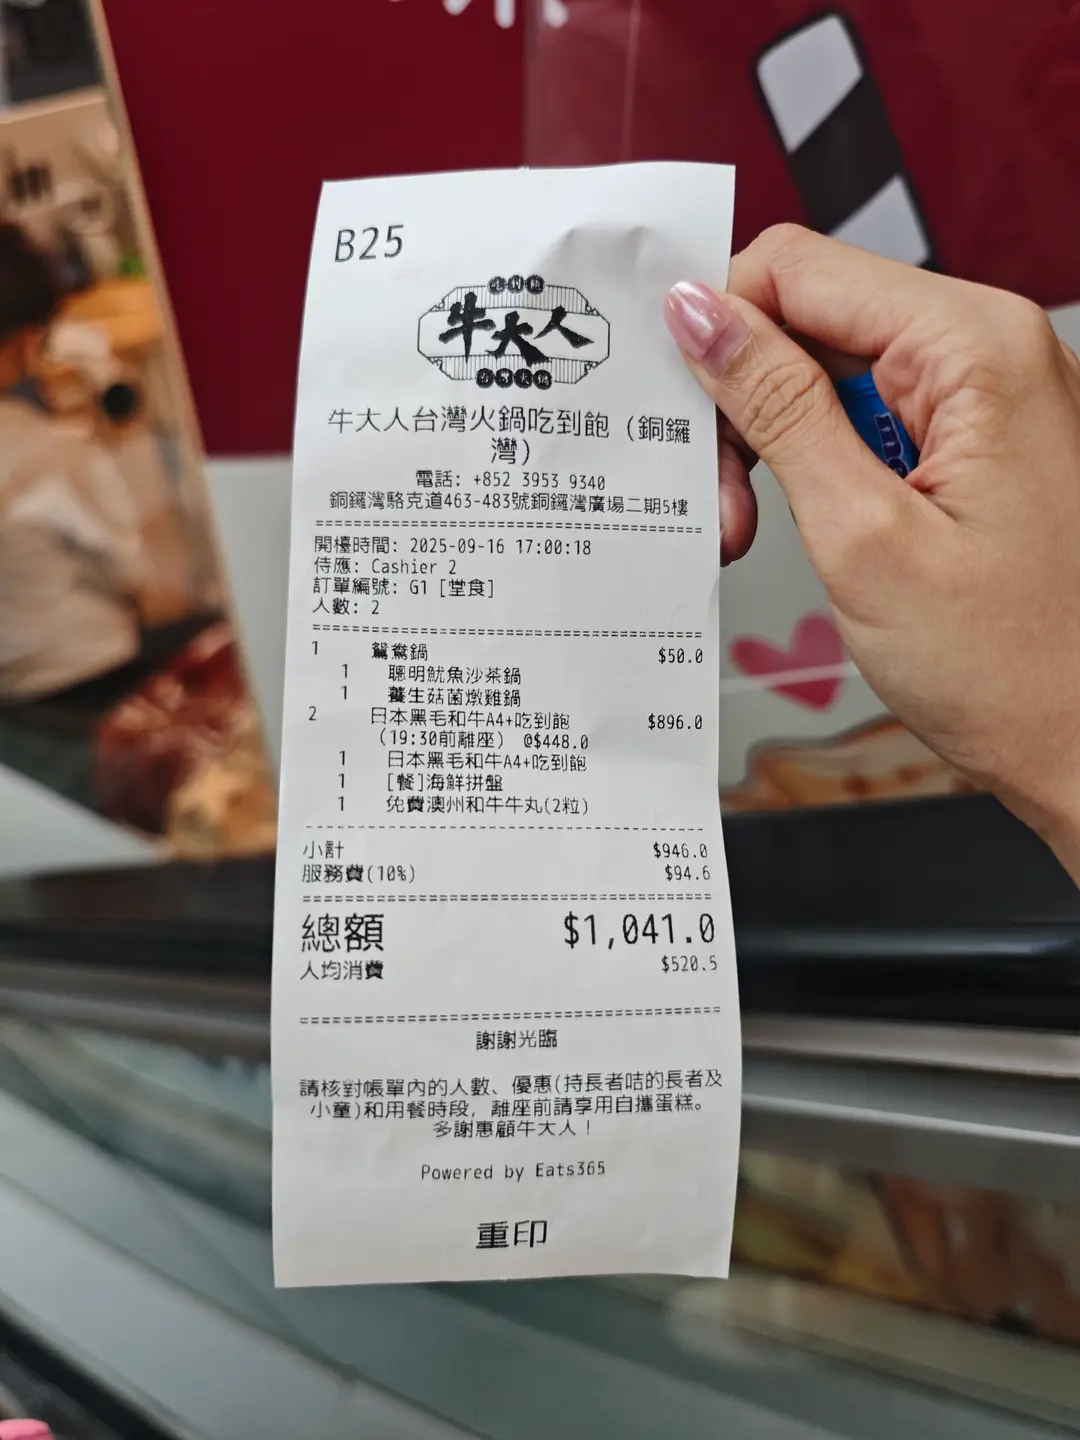 B25
吃到飽
牛大人
台灣火鍋
牛大人台灣火鍋吃到飽（銅鑼
灣）
電話: +852 3953 9340
銅鑼灣駱克道463-483號銅鑼灣廣場二期5樓
開檯時間: 2025-09-16 17:00:18
侍應: Cashier 2
訂單編號: G1 [堂食]
人數: 2
1 鴛鴦鍋 $50.0
1 聰明魷魚沙茶鍋
1 養生菇菌燉雞鍋
2 日本黑毛和牛A4+吃到飽 $896.0
（19:30前離座） @$448.0
1 日本黑毛和牛A4+吃到飽
1 [餐]海鮮拼盤
1 免費澳州和牛牛丸(2粒)
小計 $946.0
服務費(10%) $94.6
總額 $1,041.0
人均消費 $520.5
謝謝光臨
請核對帳單內的人數、優惠(持長者咭的長者及
小童)和用餐時段, 離座前請享用自攜蛋糕。
多謝惠顧牛大人！
Powered by Eats365
重印